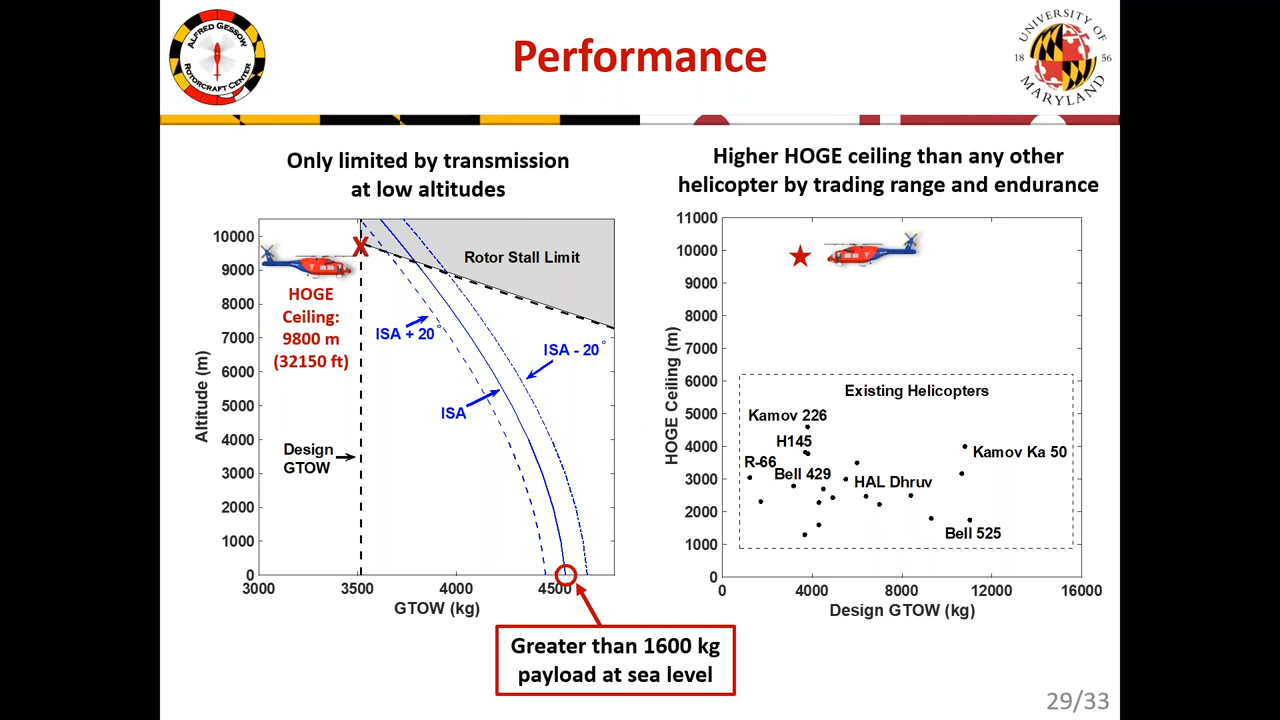 ALFRED GESSOW
ROTORCRAFT CENTER
Performance
UNIVERSITY OF
18 56
MARYLAND
Only limited by transmission
at low altitudes
10000
9000
8000
7000
6000
5000
4000
3000
2000
1000
0
Altitude (m)
3000 3500 4000 4500
GTOW (kg)
Rotor Stall Limit
X
HOGE
Ceiling:
9800 m
(32150 ft)
ISA + 20°
ISA - 20°
ISA
Design
GTOW
Greater than 1600 kg
payload at sea level
Higher HOGE ceiling than any other
helicopter by trading range and endurance
11000
10000
9000
8000
7000
6000
5000
4000
3000
2000
1000
0
HOGE Ceiling (m)
0 4000 8000 12000 16000
Design GTOW (kg)
Existing Helicopters
Kamov 226
H145
Kamov Ka 50
R-66
Bell 429
HAL Dhruv
Bell 525
29/33